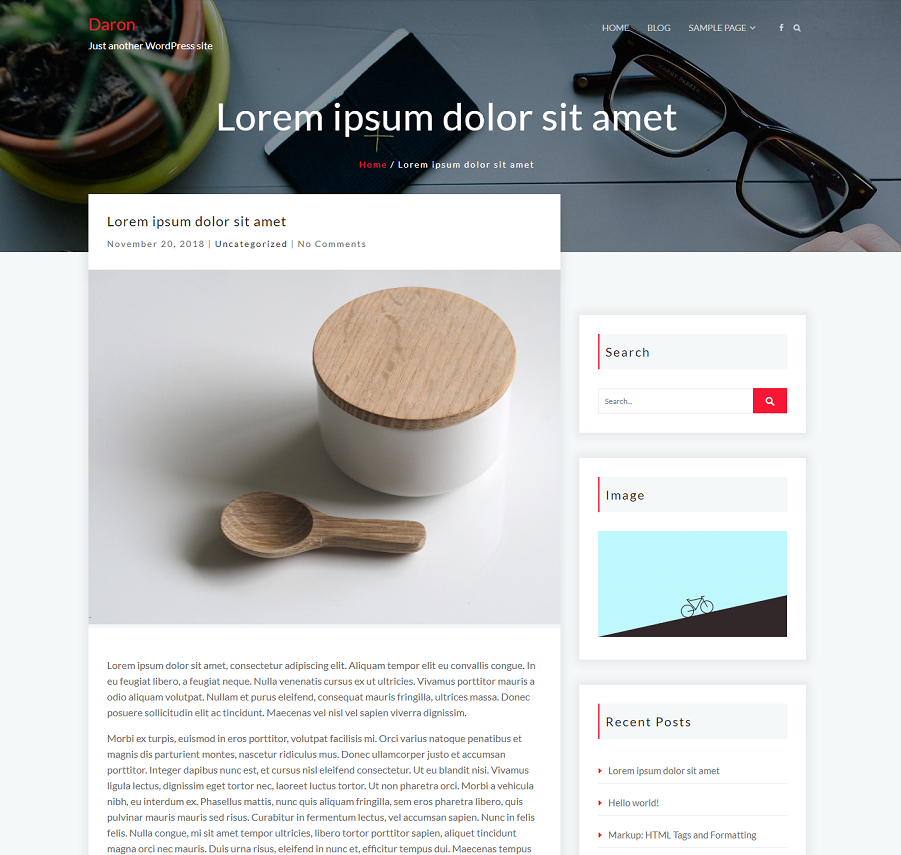 Daron
Just another WordPress site
HOME BLOG SAMPLE PAGE
Lorem ipsum dolor sit amet
Home / Lorem ipsum dolor sit amet
Lorem ipsum dolor sit amet
November 20, 2018 | Uncategorized | No Comments
Lorem ipsum dolor sit amet, consectetur adipiscing elit. Aliquam tempor elit eu convallis congue. In
eu feugiat libero, a feugiat neque. Nulla venenatis cursus ex ut ultricies. Vivamus porttitor mauris a
odio aliquam volutpat. Nullam et purus eleifend, consequat mauris fringilla, ultrices massa. Donec
posuere sollicitudin elit ac tincidunt. Maecenas vel nisl vel sapien viverra dignissim.
Morbi ex turpis, euismod in eros porttitor, volutpat facilisis mi. Orci varius natoque penatibus et
magnis dis parturient montes, nascetur ridiculus mus. Donec ullamcorper justo et accumsan
porttitor. Integer dapibus nunc est, et cursus nisl eleifend consectetur. Ut eu blandit nisi. Vivamus
ligula lectus, dignissim eget tortor nec, laoreet luctus tortor. Ut non pharetra orci. Morbi a vehicula
nibh, eu interdum ex. Phasellus mattis, nunc quis aliquam fringilla, sem eros pharetra libero, quis
pulvinar mauris mauris sed risus. Curabitur in fermentum lectus, vel accumsan sapien. Nunc in felis
felis. Nulla congue, mi sit amet tempor ultricies, libero tortor porttitor sapien, aliquet tincidunt
magna orci nec mauris. Duis urna risus, eleifend in nunc et, efficitur tempus dui. Maecenas tempus
Search
Search...
Image
Recent Posts
Lorem ipsum dolor sit amet
Hello world!
Markup: HTML Tags and Formatting